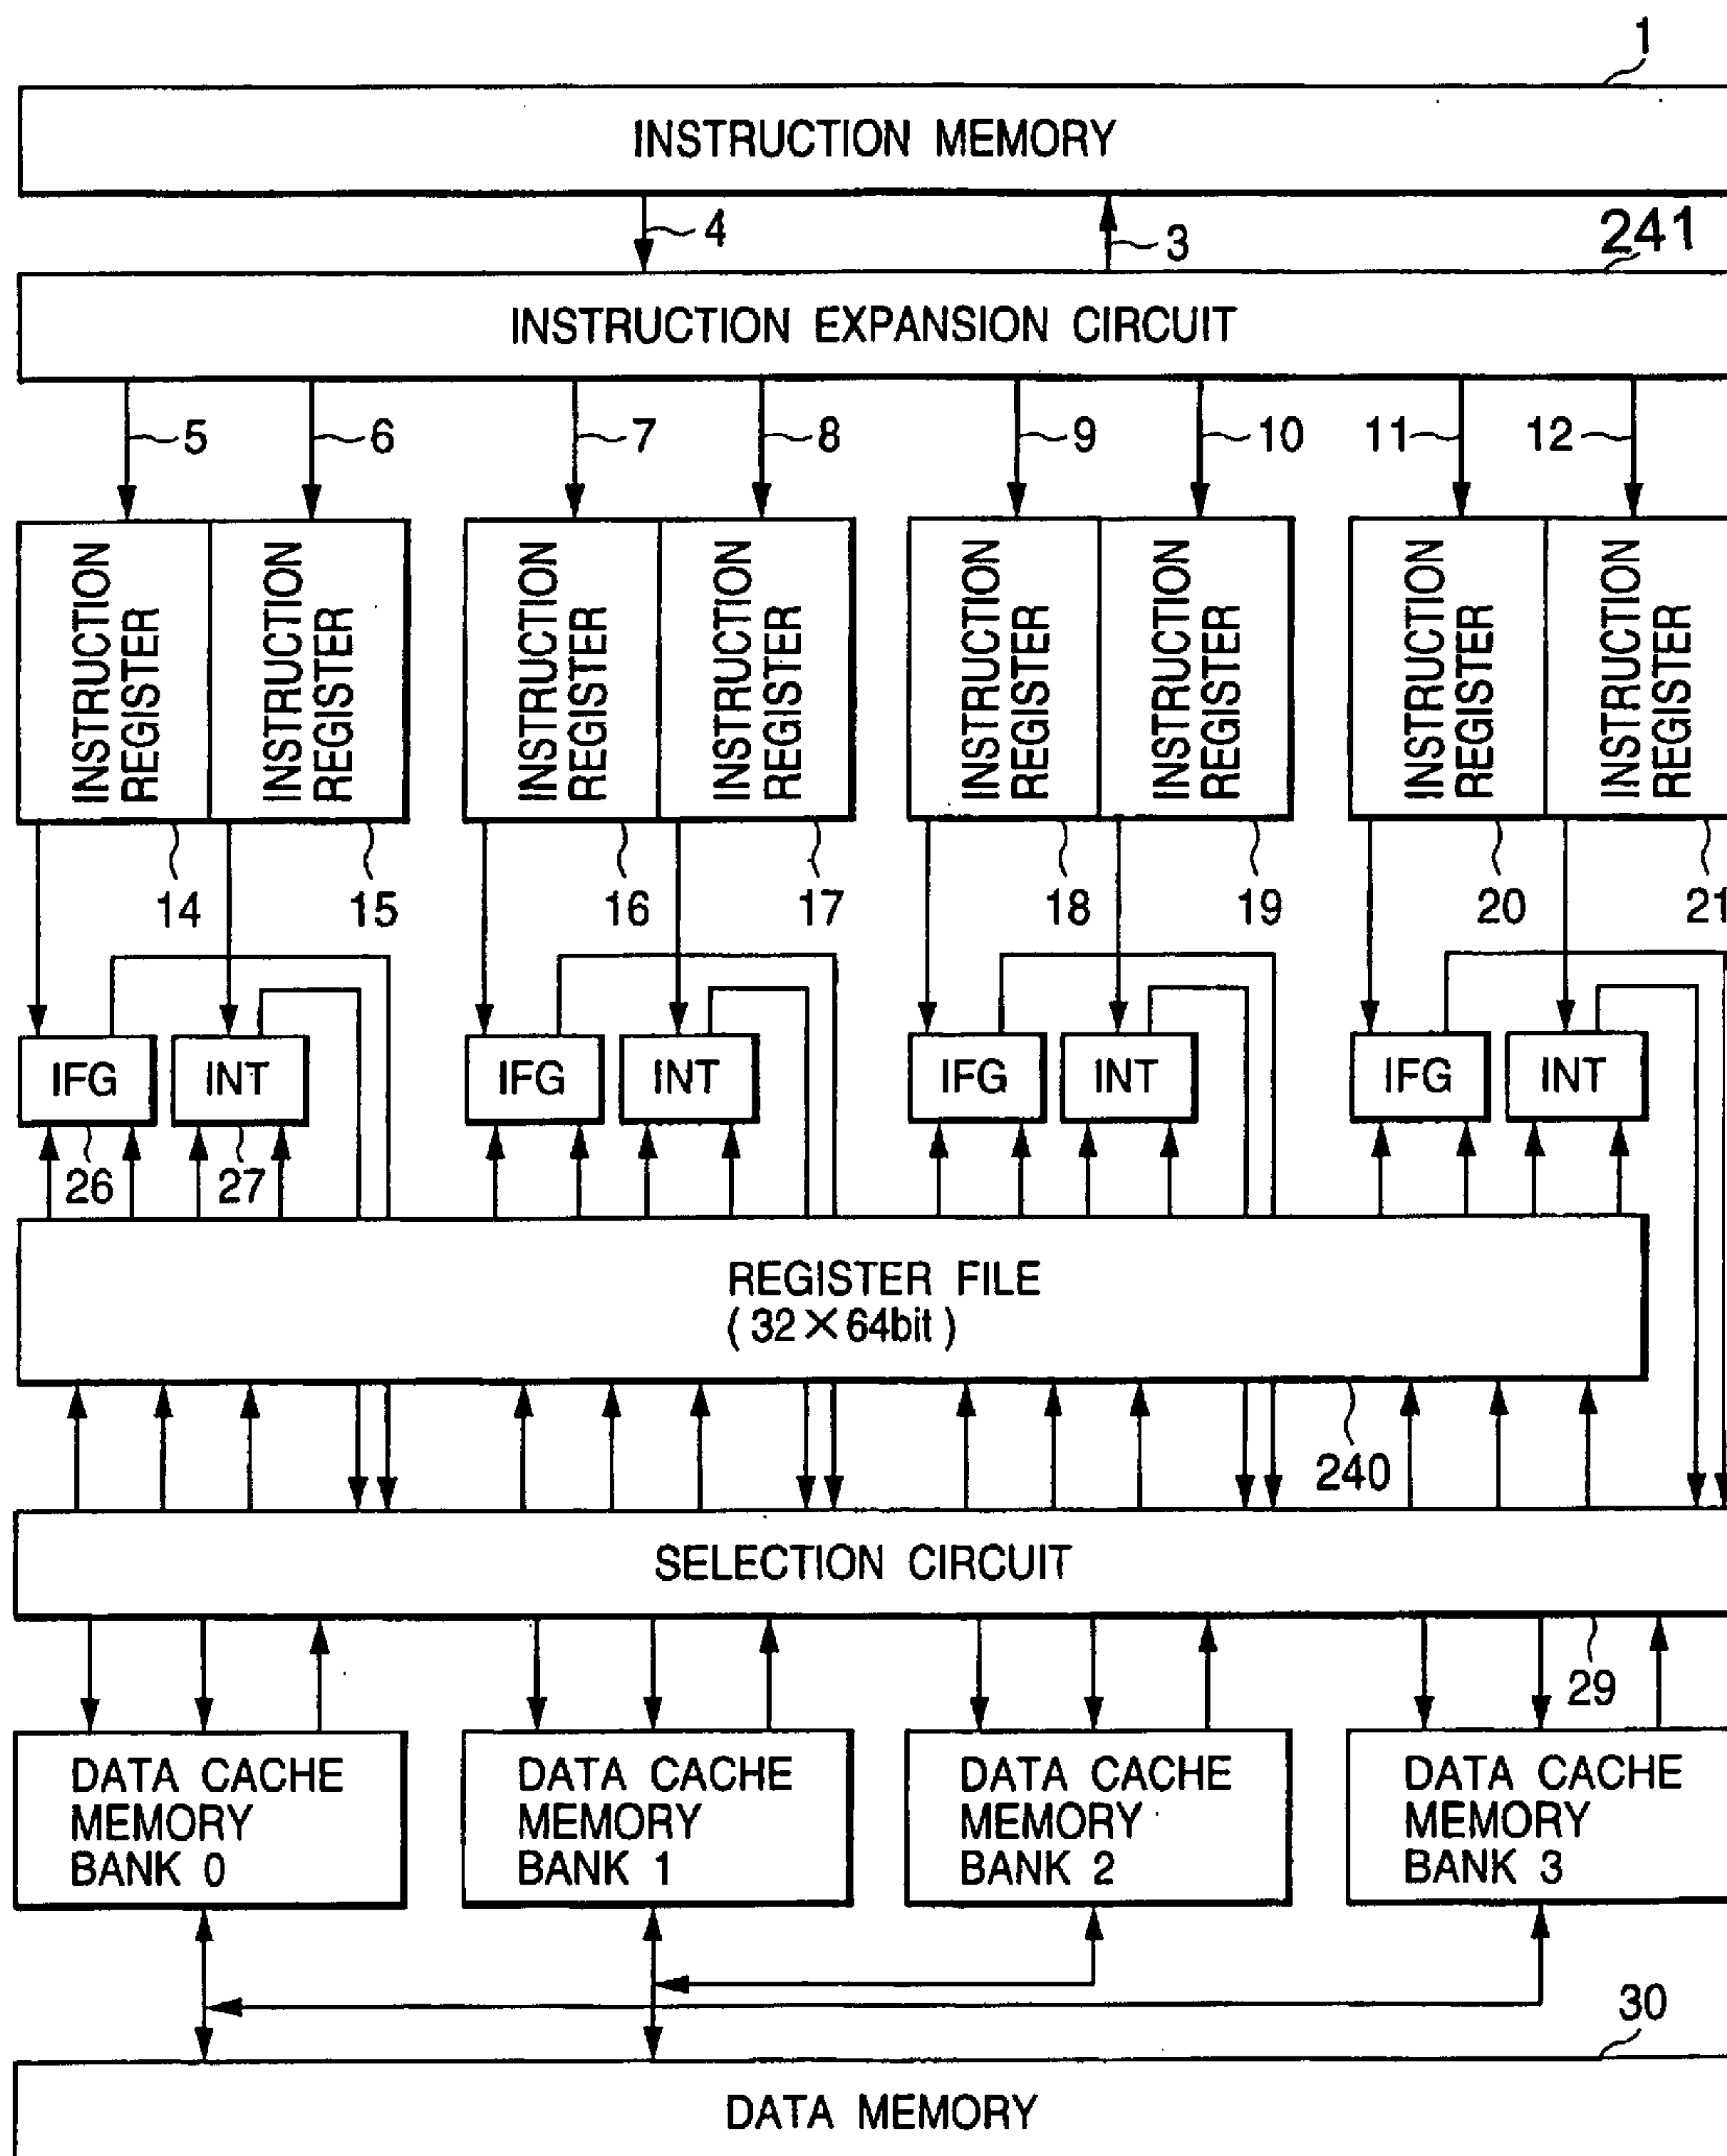 1
INSTRUCTION MEMORY
4
3
241
INSTRUCTION EXPANSION CIRCUIT
5
6
7
8
9
10
11
12
INSTRUCTION
REGISTER
INSTRUCTION
REGISTER
INSTRUCTION
REGISTER
INSTRUCTION
REGISTER
INSTRUCTION
REGISTER
INSTRUCTION
REGISTER
INSTRUCTION
REGISTER
INSTRUCTION
REGISTER
14
15
16
17
18
19
20
21
IFG
INT
IFG
INT
IFG
INT
IFG
INT
26
27
REGISTER FILE
(32×64bit)
240
SELECTION CIRCUIT
29
DATA CACHE
MEMORY
BANK 0
DATA CACHE
MEMORY
BANK 1
DATA CACHE
MEMORY
BANK 2
DATA CACHE
MEMORY
BANK 3
30
DATA MEMORY